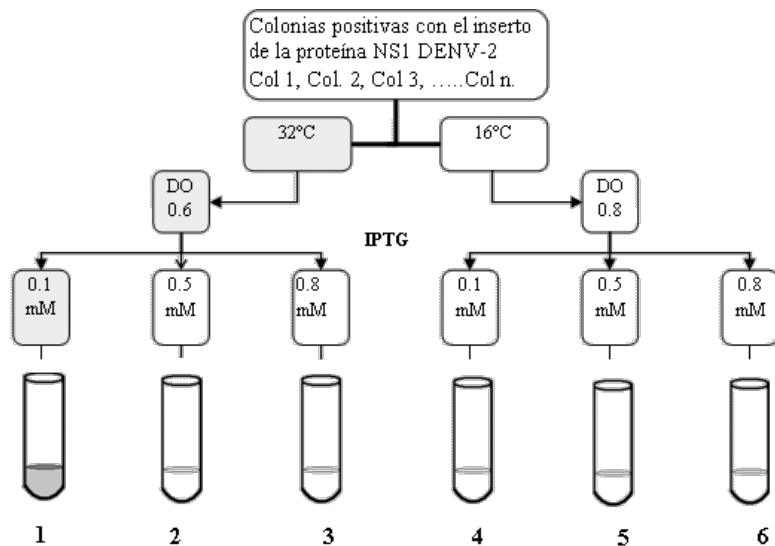 Colonias positivas con el inserto
de la proteína NS1 DENV-2
Col 1, Col. 2, Col 3, …..Col n.
32°C
16°C
DO
0.6
DO
0.8
IPTG
0.1
mM
0.5
mM
0.8
mM
0.1
mM
0.5
mM
0.8
mM
1
2
3
4
5
6